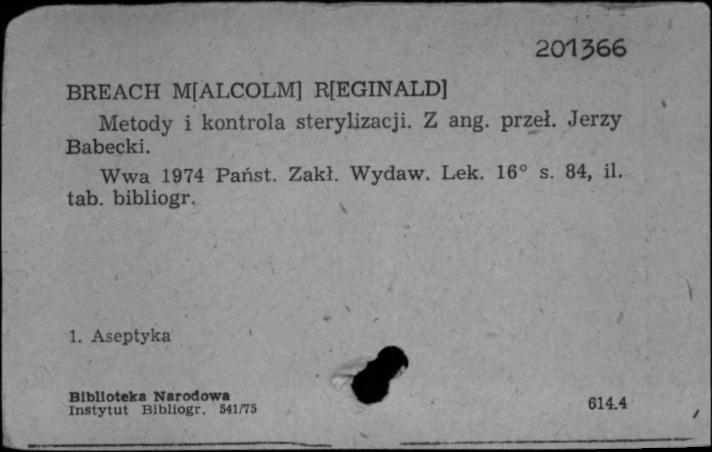 201366
BREACH M[ALCOLM] R[EGINALD]
Metody i kontrola sterylizacji. Z ang. przeł. Jerzy
Babecki.
Wwa 1974 Państ. Zakł. Wydaw. Lek. 16° s. 84, il.
tab. bibliogr.
1. Aseptyka
Biblioteka Narodowa
Instytut Bibliogr. 541/75
614.4